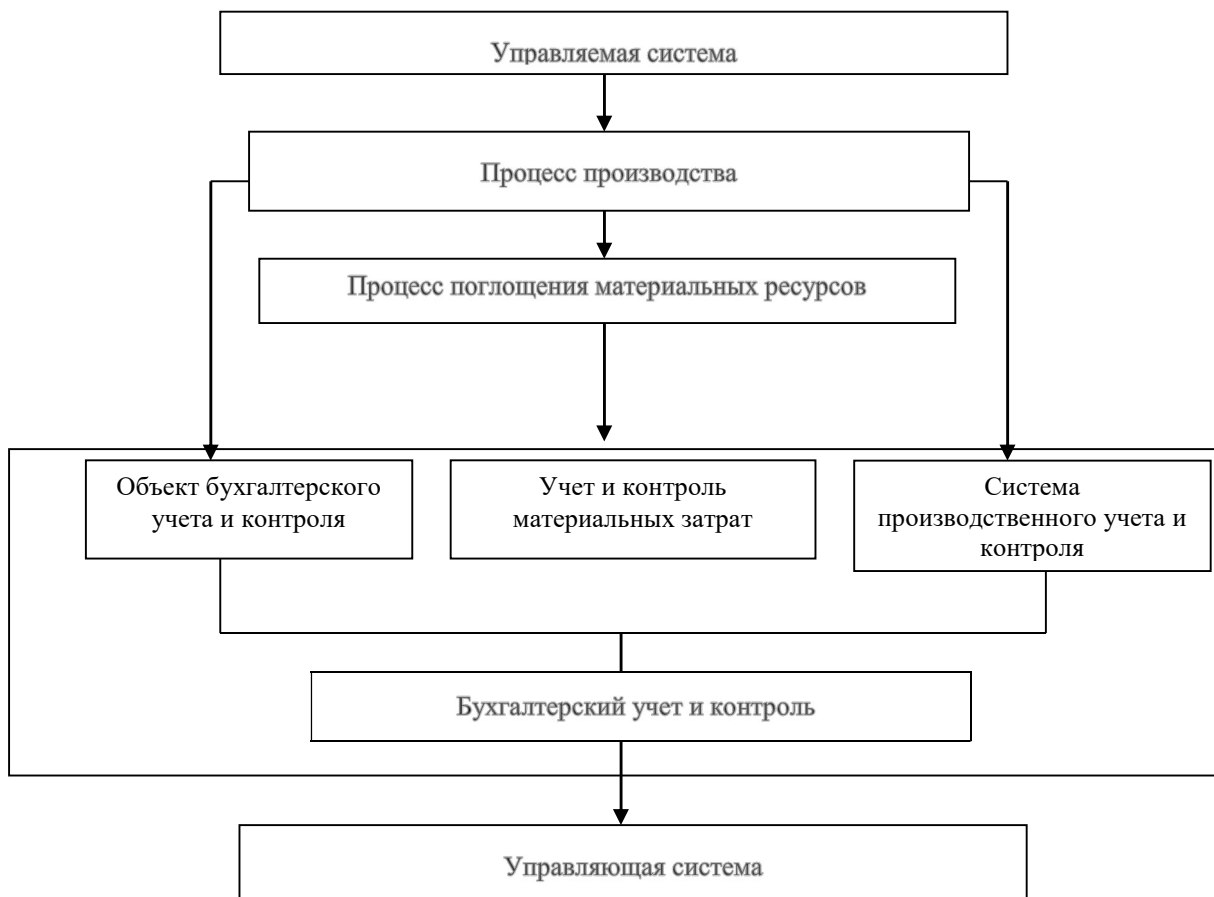 Управляемая система
Процесс производства
Процесс поглощения материальных ресурсов
Объект бухгалтерского
учета и контроля
Учет и контроль
материальных затрат
Система
производственного учета и
контроля
Бухгалтерский учет и контроль
Управляющая система